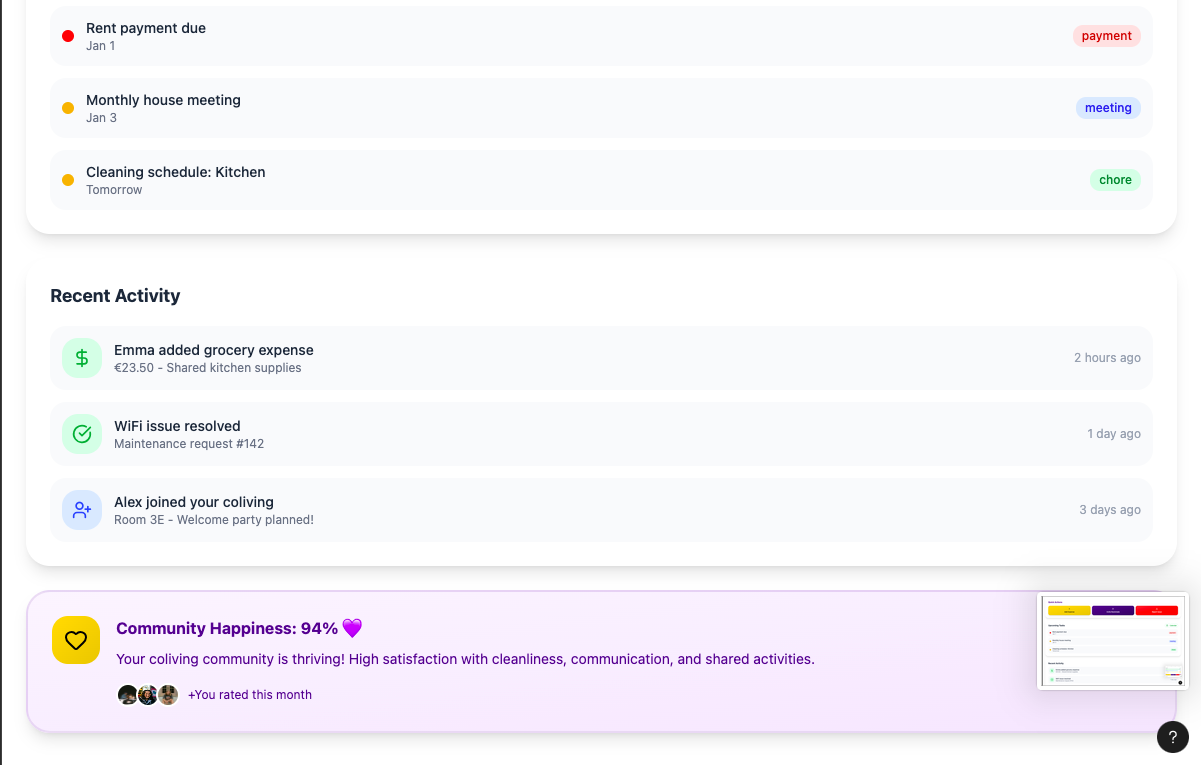 Rent payment due
Jan 1
payment
Monthly house meeting
Jan 3
meeting
Cleaning schedule: Kitchen
Tomorrow
chore
Recent Activity
Emma added grocery expense
€23.50 - Shared kitchen supplies
2 hours ago
WiFi issue resolved
Maintenance request #142
1 day ago
Alex joined your coliving
Room 3E - Welcome party planned!
3 days ago
Community Happiness: 94% 💜
Your coliving community is thriving! High satisfaction with cleanliness, communication, and shared activities.
+You rated this month
?